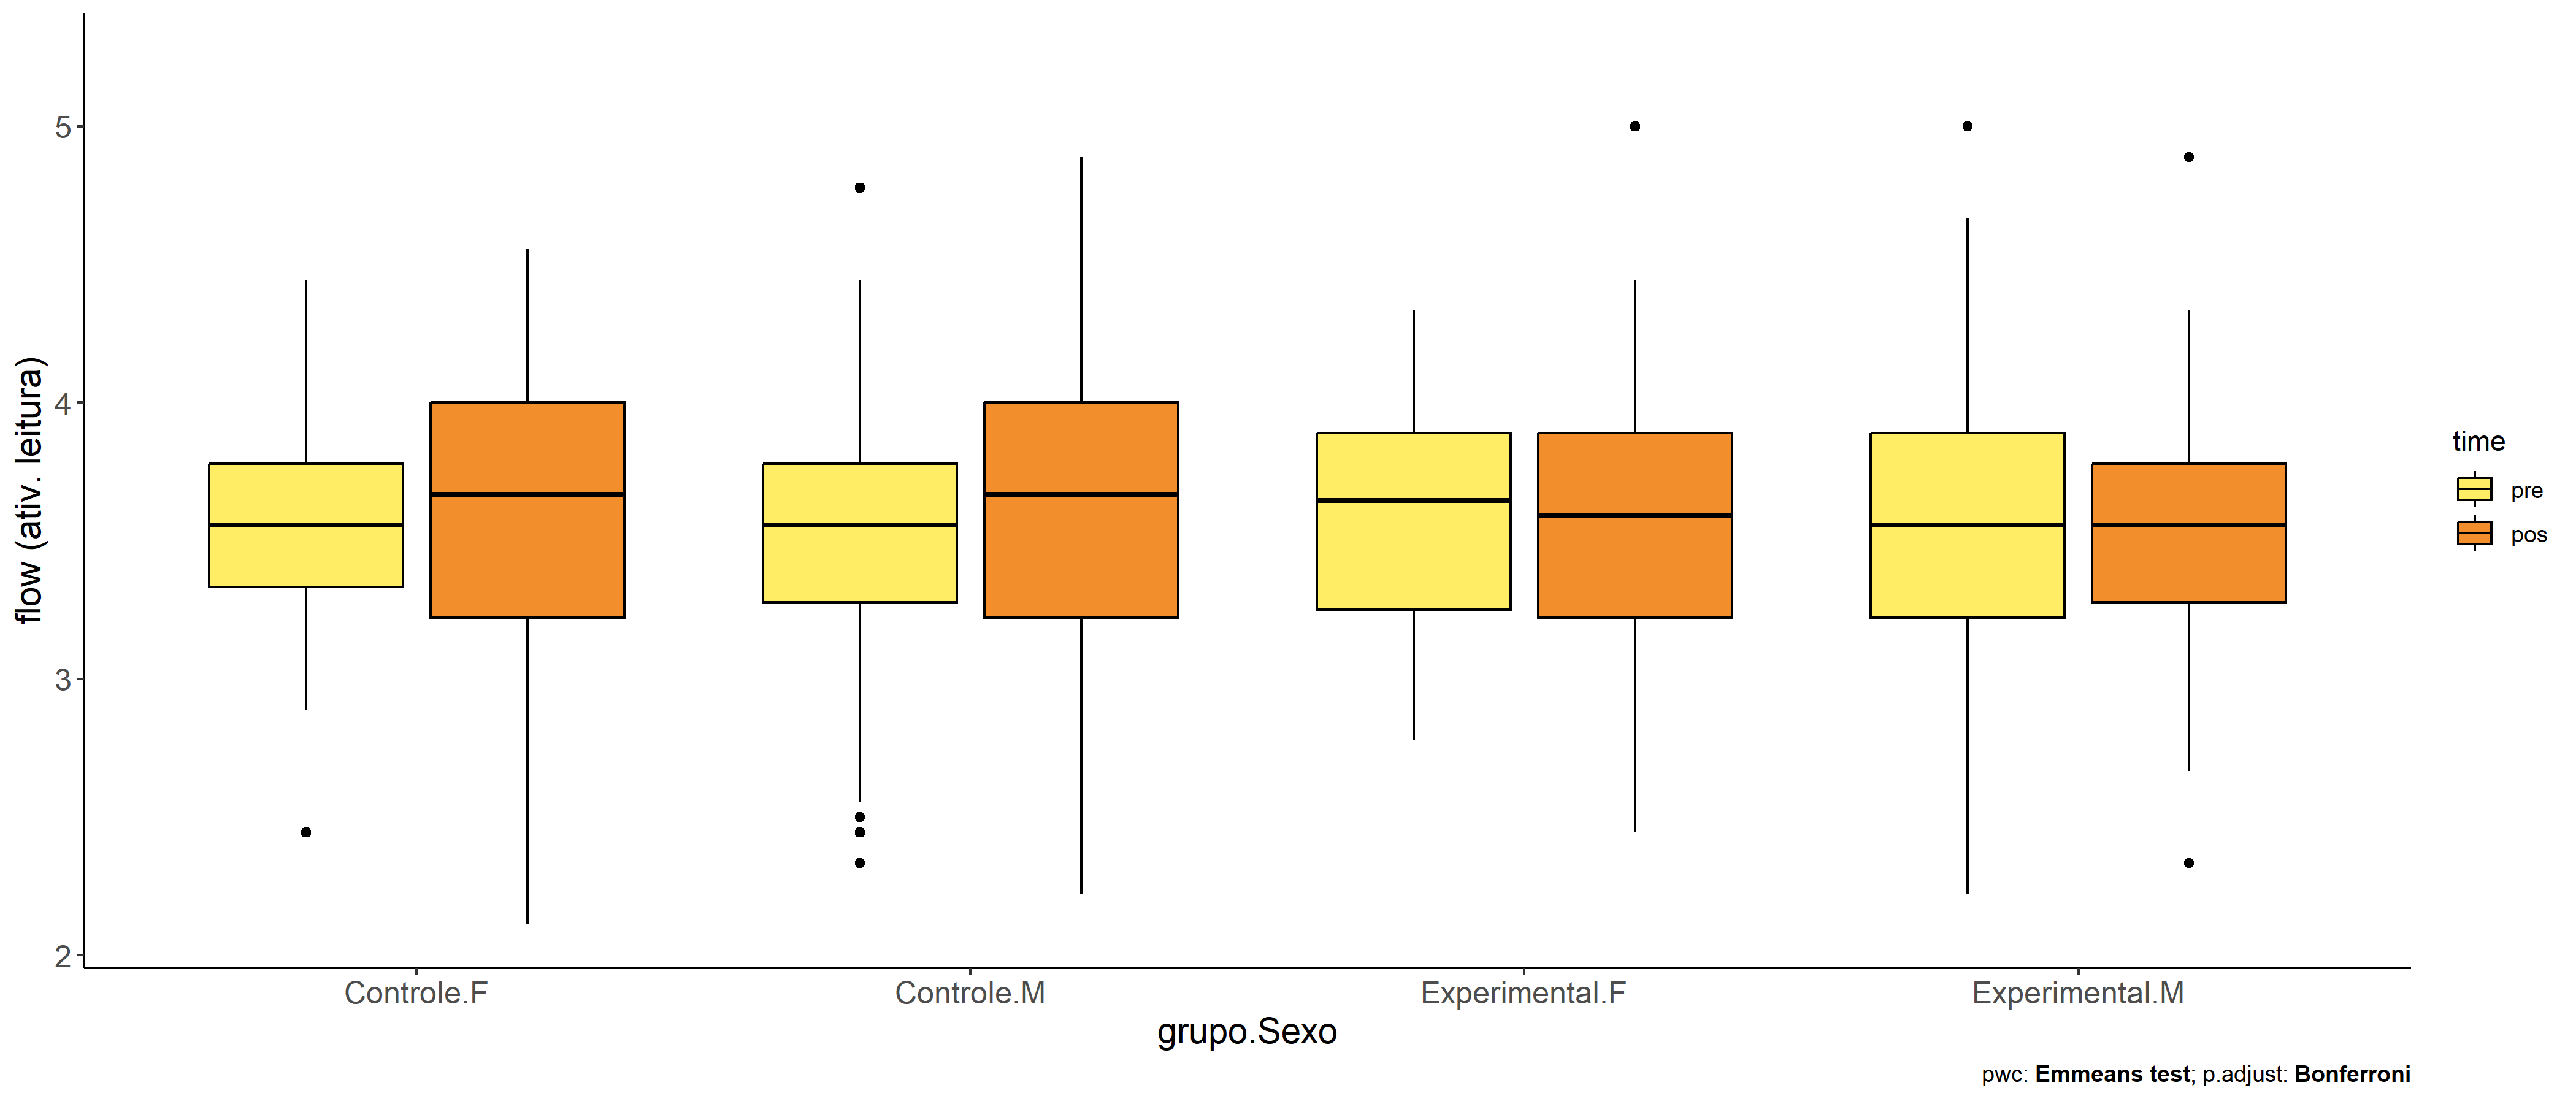 flow (ativ. leitura)
5
4
3
2
Controle.F
Controle.M
Experimental.F
Experimental.M
grupo.Sexo
time
pre
pos
pwc: Emmeans test; p.adjust: Bonferroni